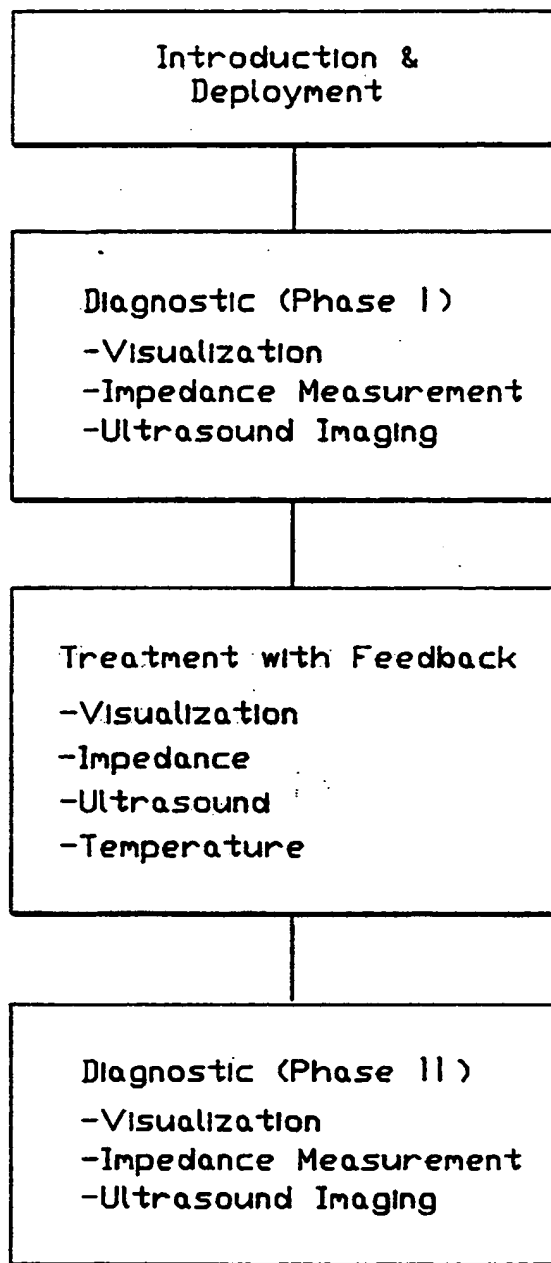 Introduction &
Deployment
Diagnostic (Phase I)
-Visualization
-Impedance Measurement
-Ultrasound Imaging
Treatment with Feedback
-Visualization
-Impedance
-Ultrasound
-Temperature
Diagnostic (Phase II)
-Visualization
-Impedance Measurement
-Ultrasound Imaging